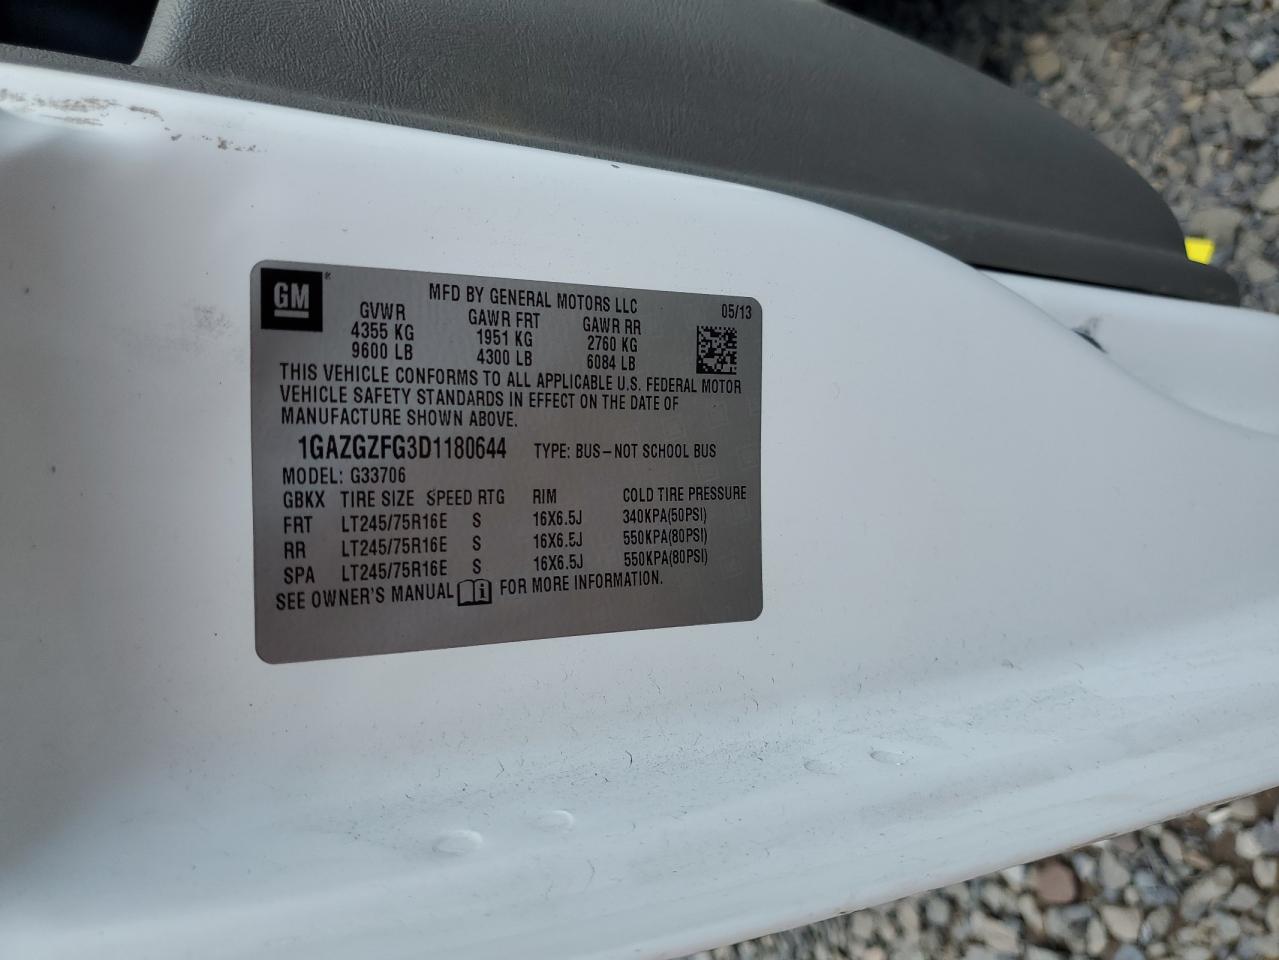 GM ®
MFD BY GENERAL MOTORS LLC 05/13
GVWR GAWR FRT GAWR RR
4355 KG 1951 KG 2760 KG
9600 LB 4300 LB 6084 LB
THIS VEHICLE CONFORMS TO ALL APPLICABLE U.S. FEDERAL MOTOR
VEHICLE SAFETY STANDARDS IN EFFECT ON THE DATE OF
MANUFACTURE SHOWN ABOVE.
1GAZGZFG3D1180644 TYPE: BUS-NOT SCHOOL BUS
MODEL: G33706
GBKX TIRE SIZE SPEED RTG RIM COLD TIRE PRESSURE
FRT LT245/75R16E S 16X6.5J 340KPA(50PSI)
RR LT245/75R16E S 16X6.5J 550KPA(80PSI)
SPA LT245/75R16E S 16X6.5J 550KPA(80PSI)
SEE OWNER'S MANUAL i FOR MORE INFORMATION.